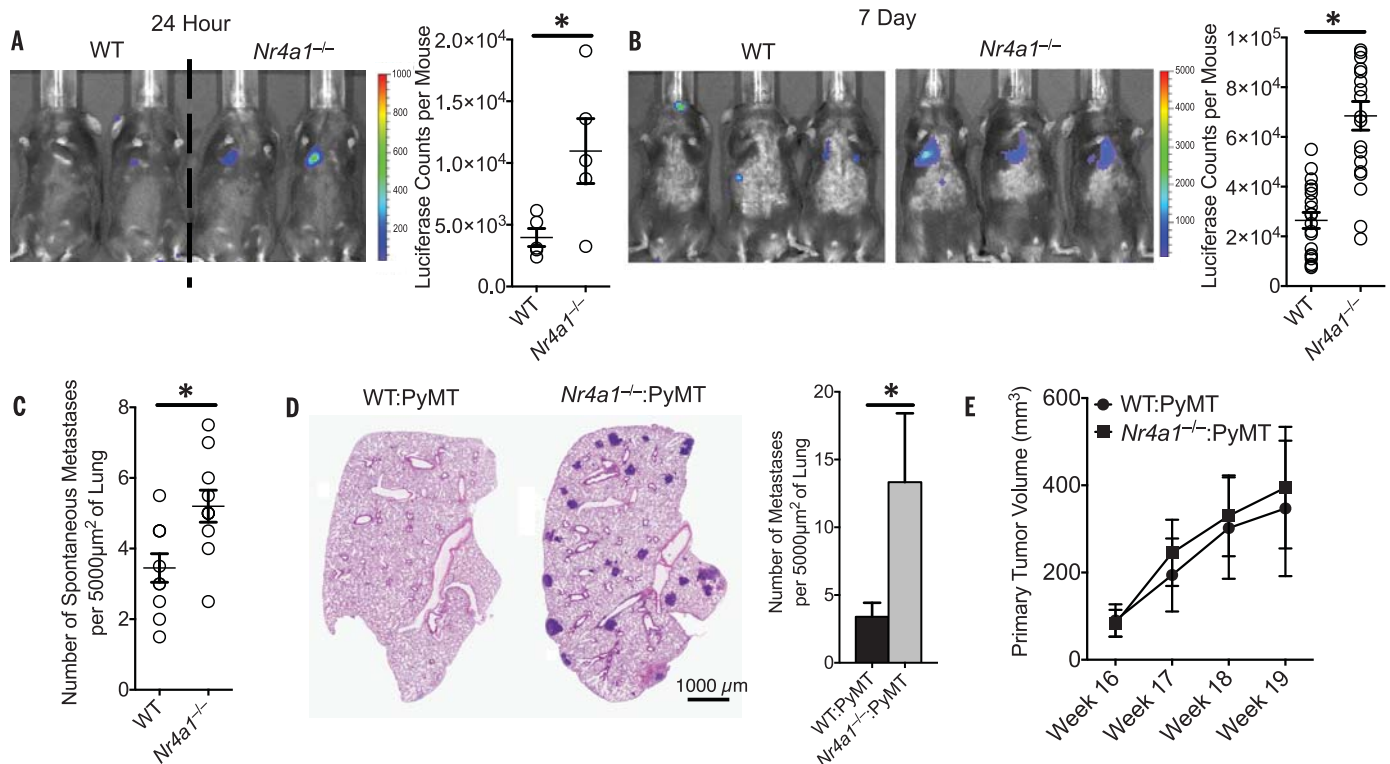 A
24 Hour
WT
Nr4a1–/–
1000
800
600
400
200
Luciferase Counts per Mouse
2.0×10⁴
1.5×10⁴
1.0×10⁴
5.0×10³
0.0
*
WT
Nr4a1–/–
B
7 Day
WT
Nr4a1–/–
5000
4000
3000
2000
1000
Luciferase Counts per Mouse
1×10⁵
8×10⁴
6×10⁴
4×10⁴
2×10⁴
0
*
WT
Nr4a1–/–
C
Number of Spontaneous Metastases
per 5000µm² of Lung
8
6
4
2
0
*
WT
Nr4a1–/–
D
WT:PyMT
Nr4a1–/–:PyMT
1000 µm
Number of Metastases
per 5000µm² of Lung
20
15
10
5
0
*
WT:PyMT
Nr4a1–/–:PyMT
E
WT:PyMT
Nr4a1–/–:PyMT
Primary Tumor Volume (mm³)
600
400
200
0
Week 16
Week 17
Week 18
Week 19